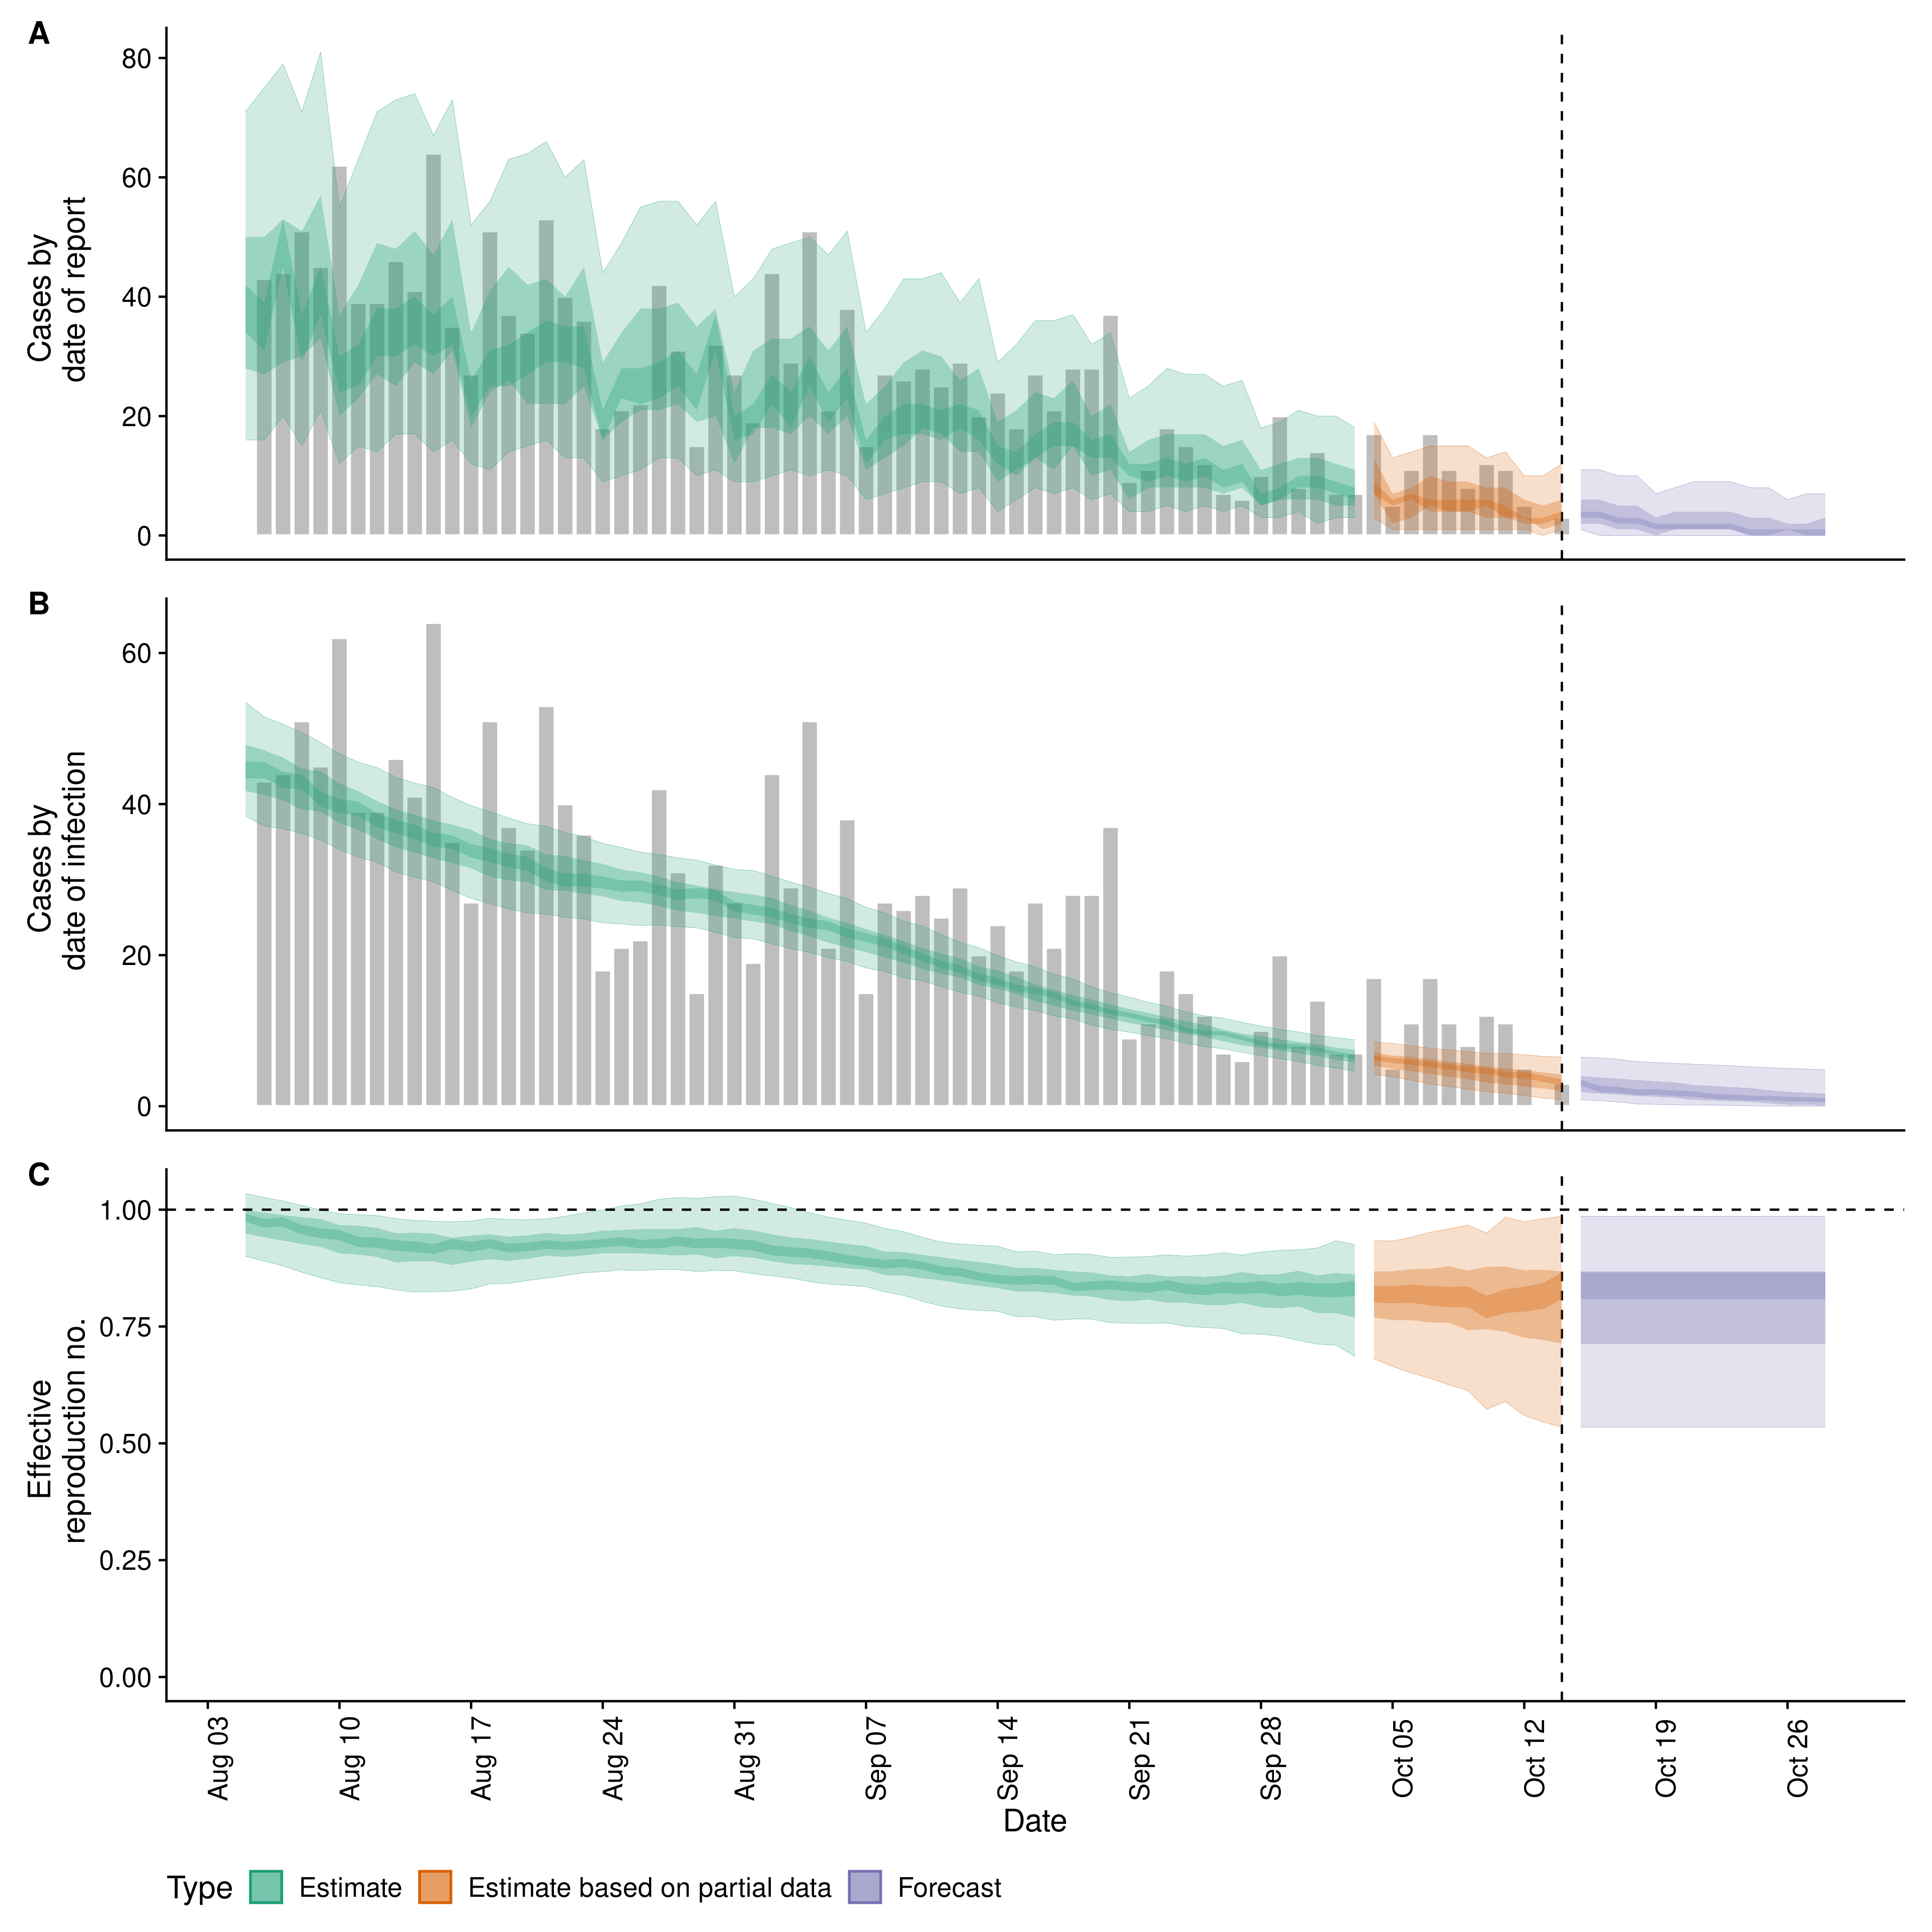 A
80
60
40
20
0
Cases by
date of report
B
60
40
20
0
Cases by
date of infection
C
1.00
0.75
0.50
0.25
0.00
Effective
reproduction no.
Aug 03
Aug 10
Aug 17
Aug 24
Aug 31
Sep 07
Sep 14
Sep 21
Sep 28
Oct 05
Oct 12
Oct 19
Oct 26
Date
Type Estimate Estimate based on partial data Forecast